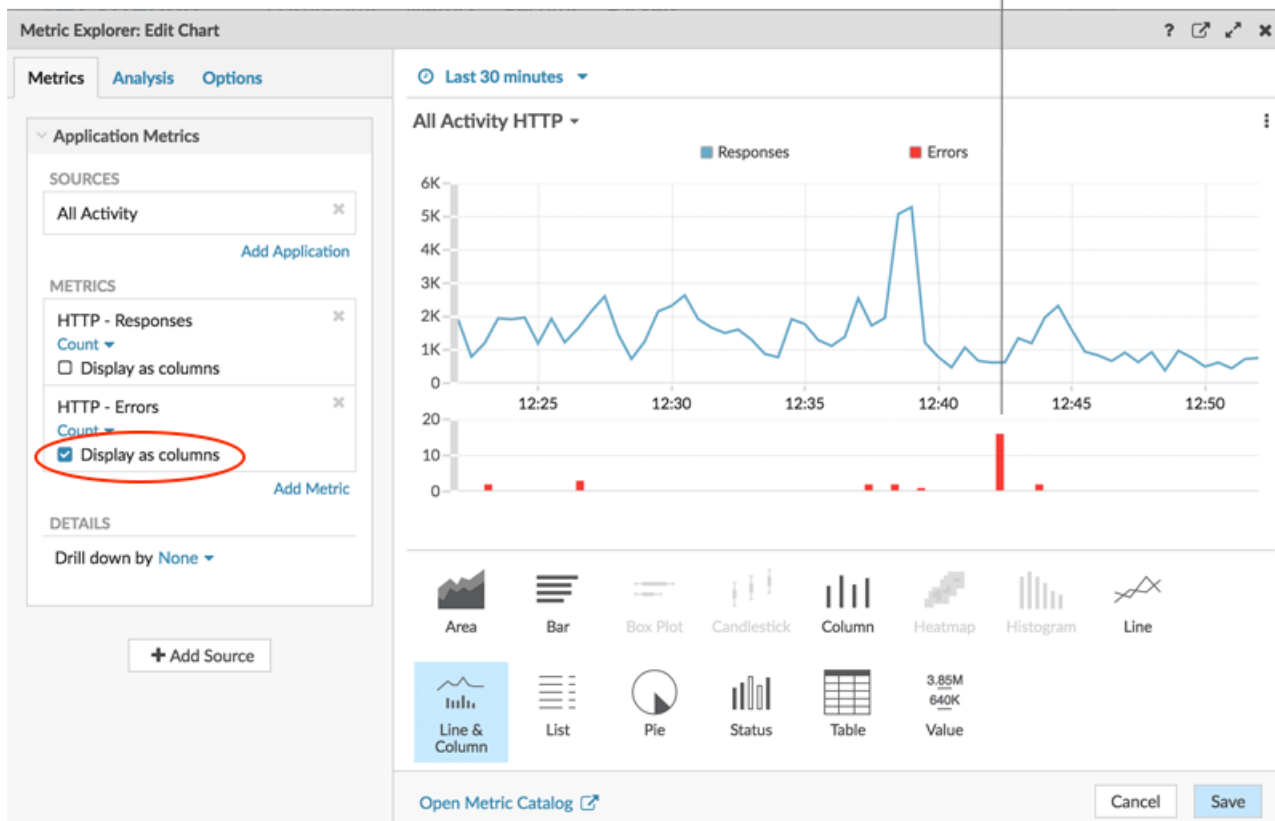 Metric Explorer: Edit Chart
?
Metrics Analysis Options
Application Metrics
SOURCES
All Activity
Add Application
METRICS
HTTP - Responses
Count
Display as columns
HTTP - Errors
Count
Display as columns
Add Metric
DETAILS
Drill down by None
+ Add Source
Last 30 minutes
All Activity HTTP
Responses Errors
6K
5K
4K
3K
2K
1K
0
12:25 12:30 12:35 12:40 12:45 12:50
20
10
0
Area Bar Box Plot Candlestick Column Heatmap Histogram Line
3.85M
640K
Line & Column List Pie Status Table Value
Open Metric Catalog
Cancel Save